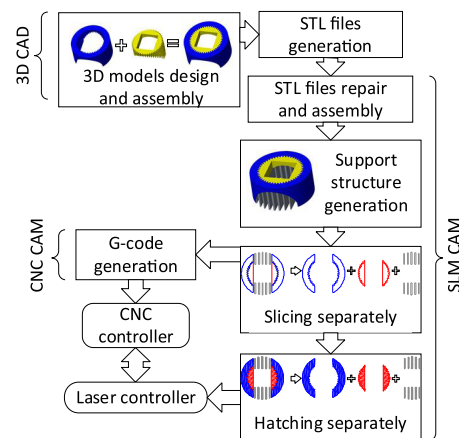 3D CAD
3D models design
and assembly
STL files
generation
STL files repair
and assembly
Support
structure
generation
SLM CAM
CNC CAM
G-code
generation
Slicing separately
CNC
controller
Laser controller
Hatching separately